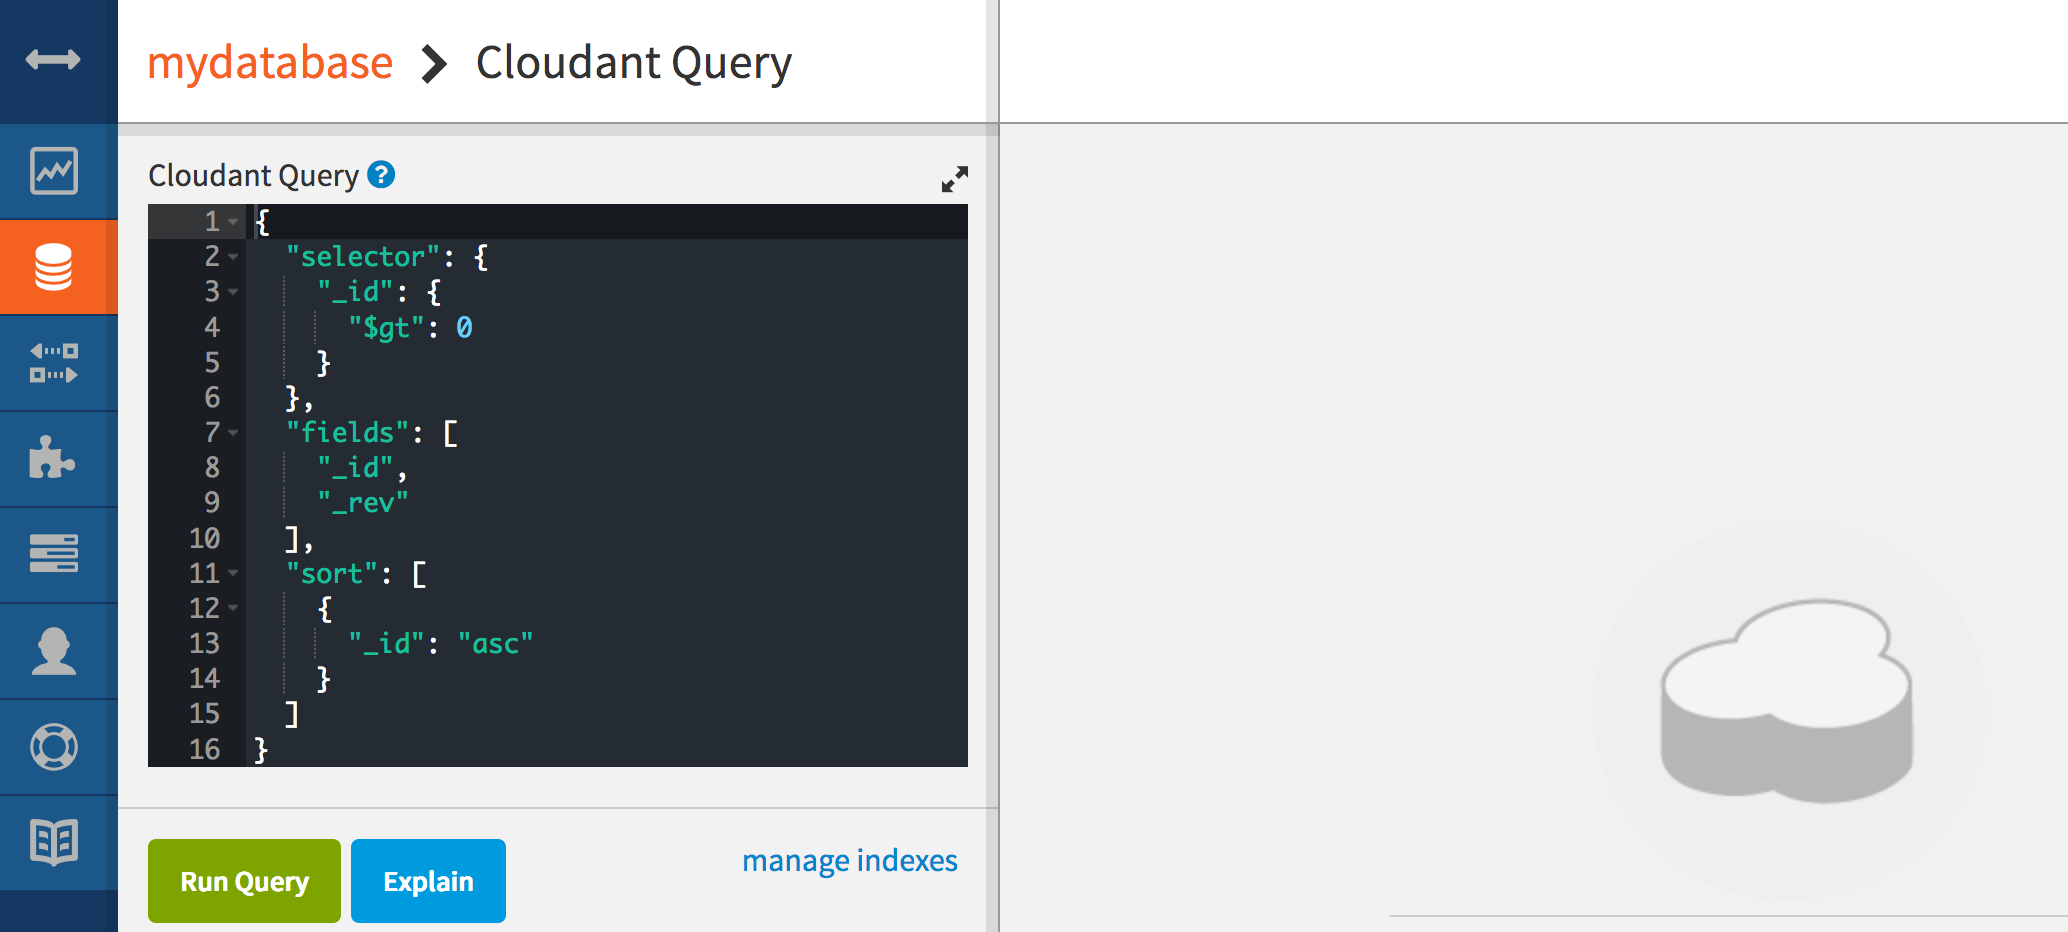 mydatabase > Cloudant Query
Cloudant Query ?
1 {
2   "selector": {
3     "_id": {
4       "$gt": 0
5     }
6   },
7   "fields": [
8     "_id",
9     "_rev"
10   ],
11   "sort": [
12     {
13       "_id": "asc"
14     }
15   ]
16 }
Run Query Explain manage indexes